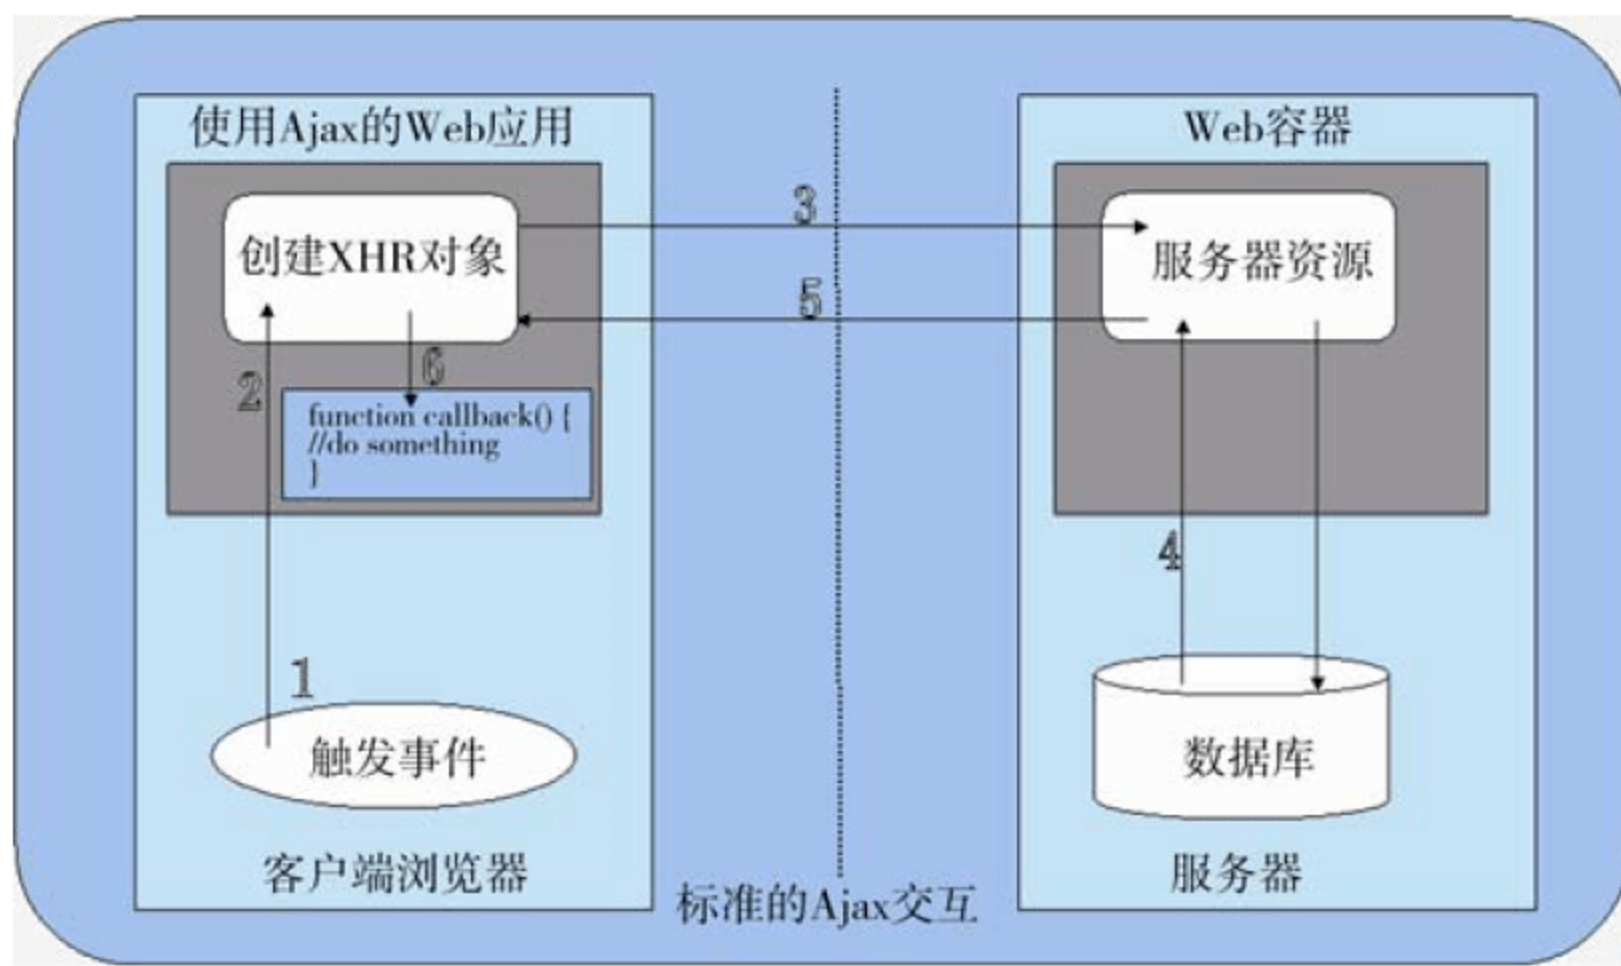 使用Ajax的Web应用
创建XHR对象
2
6
function callback() {
//do something
}
1
触发事件
客户端浏览器
3
5
标准的Ajax交互
Web容器
服务器资源
4
数据库
服务器